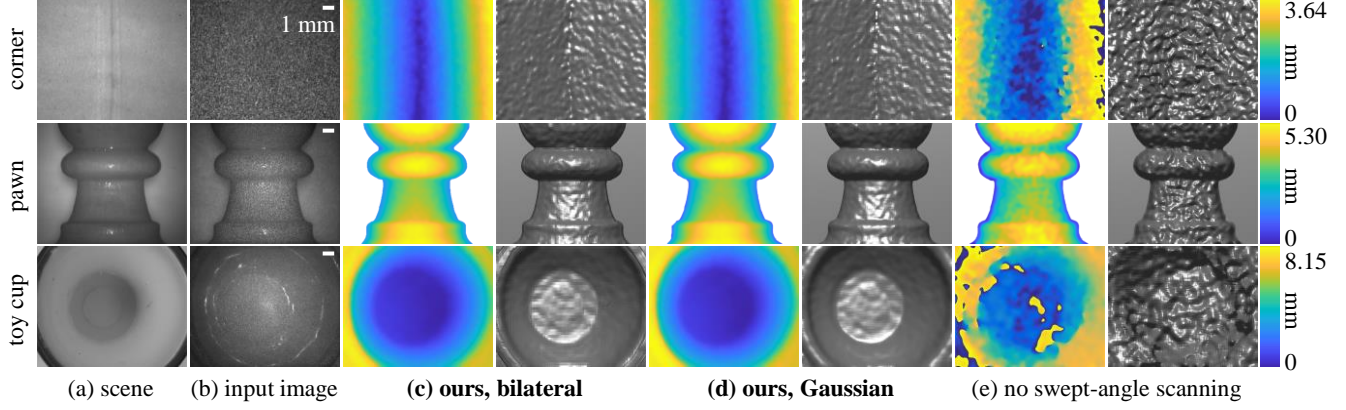 corner
1 mm
3.64
mm
0
pawn
5.30
mm
0
toy cup
8.15
mm
0
(a) scene
(b) input image
(c) ours, bilateral
(d) ours, Gaussian
(e) no swept-angle scanning